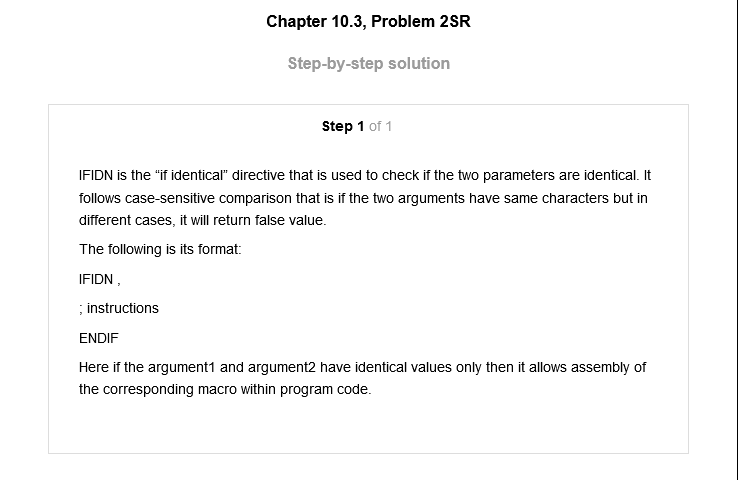 Chapter 10.3, Problem 2SR
Step-by-step solution
Step 1 of 1
IFIDN is the “if identical” directive that is used to check if the two parameters are identical. It
follows case-sensitive comparison that is if the two arguments have same characters but in
different cases, it will return false value.
The following is its format:
IFIDN ,
; instructions
ENDIF
Here if the argument1 and argument2 have identical values only then it allows assembly of
the corresponding macro within program code.